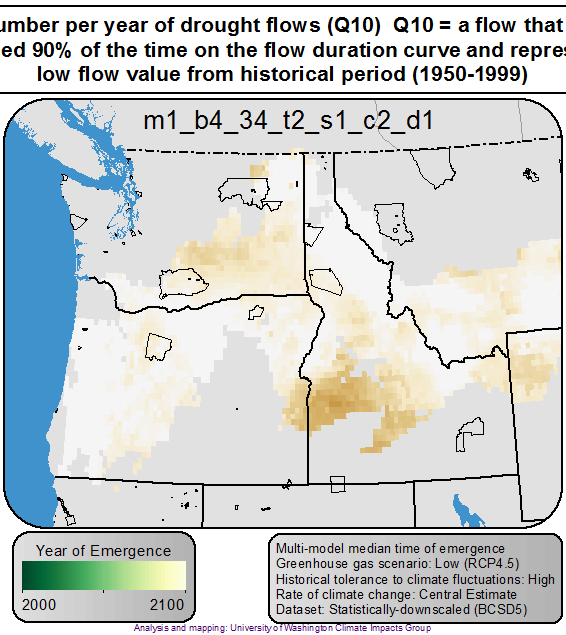 umber per year of drought flows (Q10) Q10 = a flow that
ed 90% of the time on the flow duration curve and repres
low flow value from historical period (1950-1999)
m1_b4_34_t2_s1_c2_d1
Year of Emergence
2000 2100
Multi-model median time of emergence
Greenhouse gas scenario: Low (RCP4.5)
Historical tolerance to climate fluctuations: High
Rate of climate change: Central Estimate
Dataset: Statistically-downscaled (BCSD5)
Analysis and mapping: University of Washington Climate Impacts Group